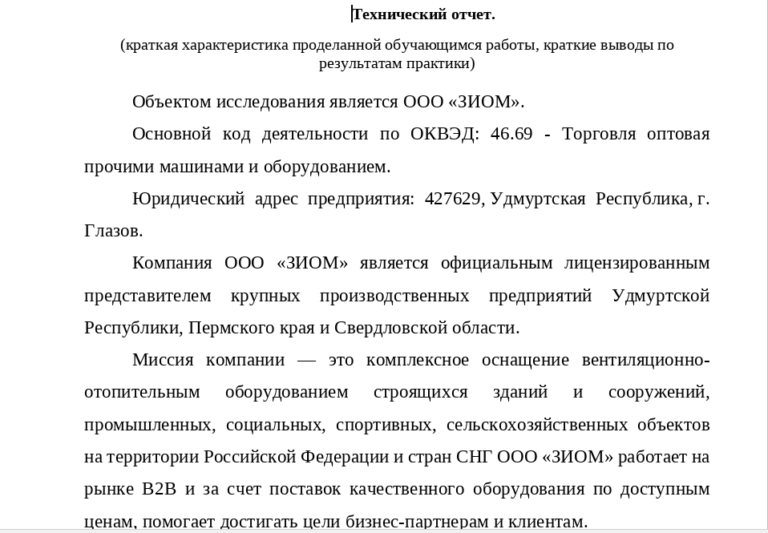 Технический отчет.
(краткая характеристика проделанной обучающимся работы, краткие выводы по
результатам практики)
Объектом исследования является ООО «ЗИОМ».
Основной код деятельности по ОКВЭД: 46.69 - Торговля оптовая
прочими машинами и оборудованием.
Юридический адрес предприятия: 427629, Удмуртская Республика, г.
Глазов.
Компания ООО «ЗИОМ» является официальным лицензированным
представителем крупных производственных предприятий Удмуртской
Республики, Пермского края и Свердловской области.
Миссия компании — это комплексное оснащение вентиляционно-
отопительным оборудованием строящихся зданий и сооружений,
промышленных, социальных, спортивных, сельскохозяйственных объектов
на территории Российской Федерации и стран СНГ ООО «ЗИОМ» работает на
рынке B2B и за счет поставок качественного оборудования по доступным
ценам, помогает достигать цели бизнес-партнерам и клиентам.